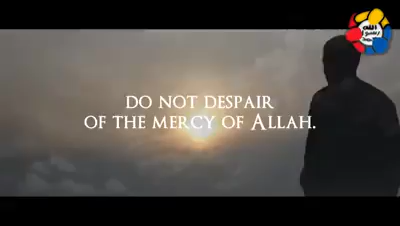 DO NOT DESPAIR
OF THE MERCY OF ALLAH.